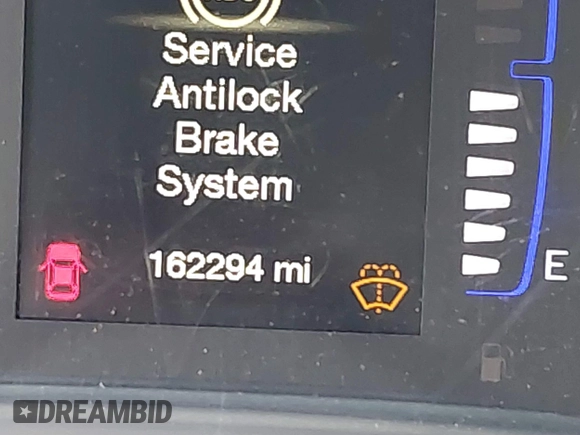 Service
Antilock
Brake
System
162294 mi
E
DREAMBID